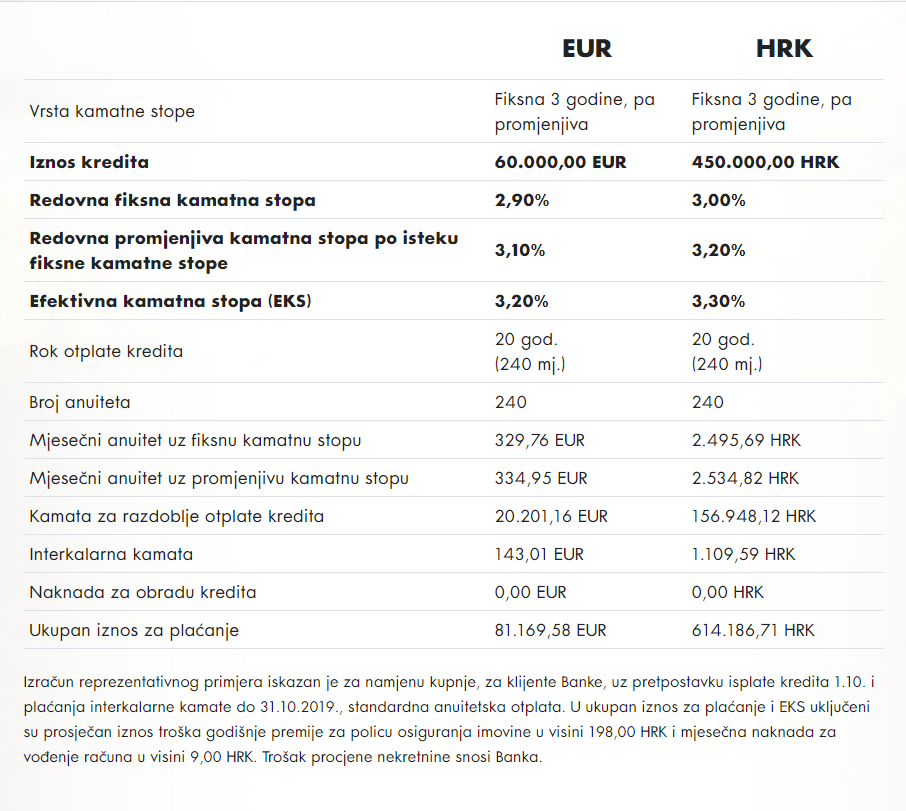 EUR HRK
Vrsta kamatne stope Fiksna 3 godine, pa promjenjiva Fiksna 3 godine, pa promjenjiva
Iznos kredita 60.000,00 EUR 450.000,00 HRK
Redovna fiksna kamatna stopa 2,90% 3,00%
Redovna promjenjiva kamatna stopa po isteku fiksne kamatne stope 3,10% 3,20%
Efektivna kamatna stopa (EKS) 3,20% 3,30%
Rok otplate kredita 20 god. (240 mj.) 20 god. (240 mj.)
Broj anuiteta 240 240
Mjesečni anuitet uz fiksnu kamatnu stopu 329,76 EUR 2.495,69 HRK
Mjesečni anuitet uz promjenjivu kamatnu stopu 334,95 EUR 2.534,82 HRK
Kamata za razdoblje otplate kredita 20.201,16 EUR 156.948,12 HRK
Interkalarna kamata 143,01 EUR 1.109,59 HRK
Naknada za obradu kredita 0,00 EUR 0,00 HRK
Ukupan iznos za plaćanje 81.169,58 EUR 614.186,71 HRK
Izračun reprezentativnog primjera iskazan je za namjenu kupnje, za klijente Banke, uz pretpostavku isplate kredita 1.10. i
plaćanja interkalarne kamate do 31.10.2019., standardna anuitetska otplata. U ukupan iznos za plaćanje i EKS uključeni
su prosječan iznos troška godišnje premije za policu osiguranja imovine u visini 198,00 HRK i mjesečna naknada za
vođenje računa u visini 9,00 HRK. Trošak procjene nekretnine snosi Banka.